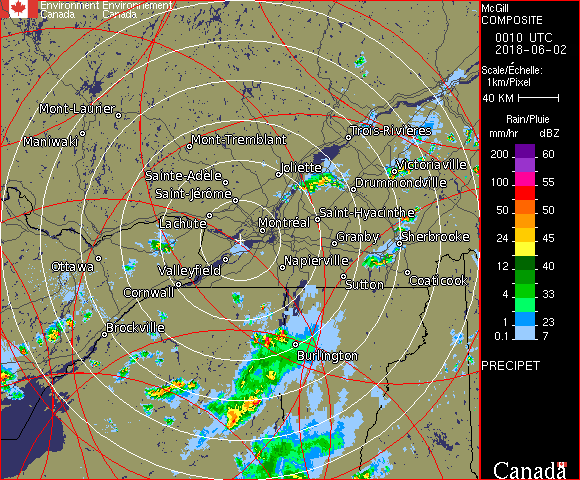 Environment Environnement
Canada Canada
McGill
COMPOSITE
0010 UTC
2018-06-02
Scale/Échelle:
1km/Pixel
40 KM
Rain/Pluie
mm/hr dBZ
200 60
100 55
50 50
24 45
12 40
4 33
2 23
0.1 7
PRECIPET
Canada
Mont-Laurier
Maniwaki
Mont-Tremblant
Trois-Rivières
Sainte-Adèle
Joliette
Victoriaville
Saint-Jérôme
Drummondville
Lachute
Montréal
Saint-Hyacinthe
Granby
Sherbrooke
Ottawa
Valleyfield
Napierville
Cornwall
Sutton
Coaticook
Brockville
Burlington